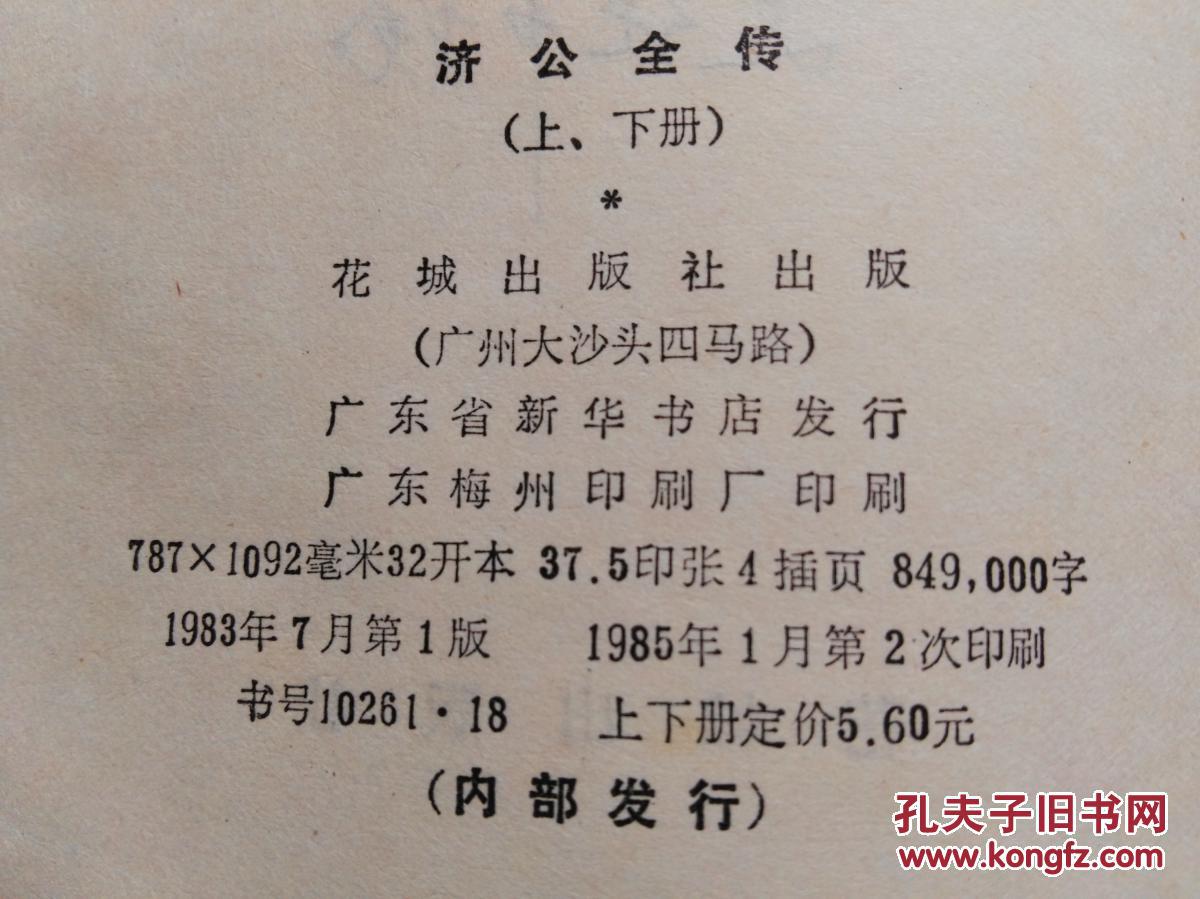 济公全传
(上、下册)
*
花城出版社出版
(广州大沙头四马路)
广东省新华书店发行
广东梅州印刷厂印刷
787×1092毫米32开本 37.5印张4插页 849,000字
1983年7月第1版 1985年1月第2次印刷
书号10261·18 上下册定价5.60元
(内部发行)
孔夫子旧书网
www.kongfz.com